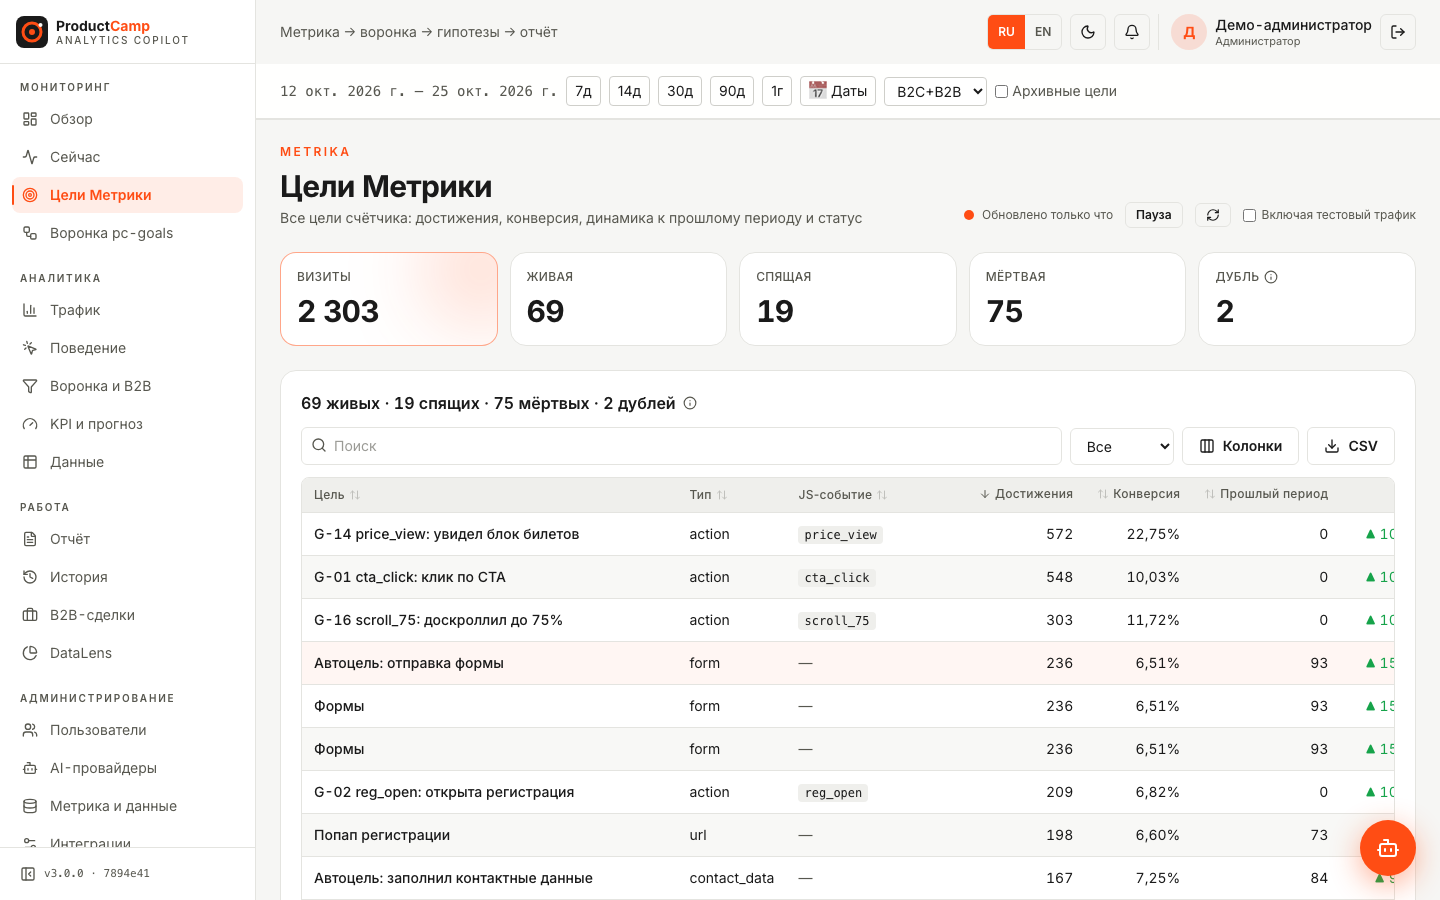 ProductCamp
ANALYTICS COPILOT
МОНИТОРИНГ
Обзор
Сейчас
Цели Метрики
Воронка pc-goals
АНАЛИТИКА
Трафик
Поведение
Воронка и B2B
KPI и прогноз
Данные
РАБОТА
Отчёт
История
B2B-сделки
DataLens
АДМИНИСТРИРОВАНИЕ
Пользователи
AI-провайдеры
Метрика и данные
Интеграции
v3.0.0 · 7894e41
Метрика → воронка → гипотезы → отчёт
RU EN
Д
Демо-администратор
Администратор
12 окт. 2026 г. — 25 окт. 2026 г. 7д 14д 30д 90д 1г Даты B2C+B2B Архивные цели
METRIKA
Цели Метрики
Все цели счётчика: достижения, конверсия, динамика к прошлому периоду и статус
Обновлено только что Пауза Включая тестовый трафик
ВИЗИТЫ
2 303
ЖИВАЯ
69
СПЯЩАЯ
19
МЁРТВАЯ
75
ДУБЛЬ
2
69 живых · 19 спящих · 75 мёртвых · 2 дублей
Поиск Все Колонки CSV
Цель Тип JS-событие Достижения Конверсия Прошлый период
G-14 price_view: увидел блок билетов action price_view 572 22,75% 0 ▲ 10
G-01 cta_click: клик по CTA action cta_click 548 10,03% 0 ▲ 10
G-16 scroll_75: доскроллил до 75% action scroll_75 303 11,72% 0 ▲ 10
Автоцель: отправка формы form — 236 6,51% 93 ▲ 15
Формы form — 236 6,51% 93 ▲ 15
Формы form — 236 6,51% 93 ▲ 15
G-02 reg_open: открыта регистрация action reg_open 209 6,82% 0 ▲ 10
Попап регистрации url — 198 6,60% 73
Автоцель: заполнил контактные данные contact_data — 167 7,25% 84 ▲